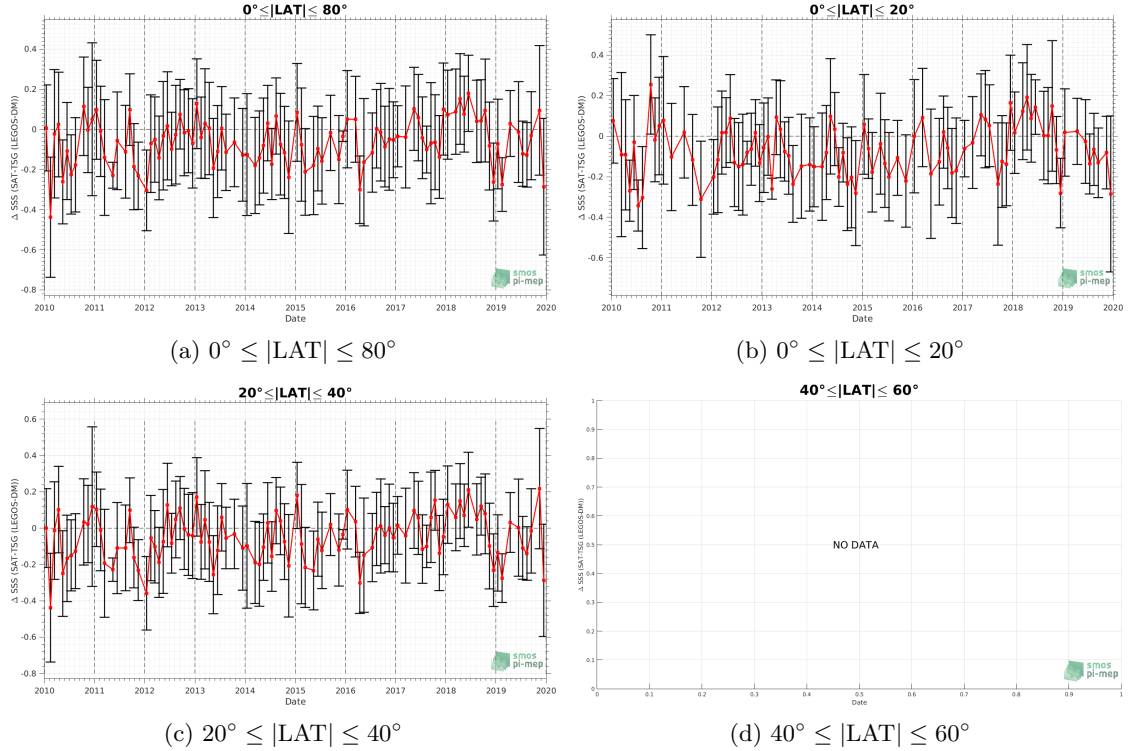 0°≤|LAT|≤ 80°
Δ SSS (SAT-TSG (LEGOS-DM))
0.4
0.2
0
-0.2
-0.4
-0.6
-0.8
2010 2011 2012 2013 2014 2015 2016 2017 2018 2019 2020
Date
smos
pi-mep
(a) 0° ≤ |LAT| ≤ 80°
0°≤|LAT|≤ 20°
Δ SSS (SAT-TSG (LEGOS-DM))
0.4
0.2
0
-0.2
-0.4
-0.6
2010 2011 2012 2013 2014 2015 2016 2017 2018 2019 2020
Date
smos
pi-mep
(b) 0° ≤ |LAT| ≤ 20°
20°≤|LAT|≤ 40°
Δ SSS (SAT-TSG (LEGOS-DM))
0.6
0.4
0.2
0
-0.2
-0.4
-0.6
-0.8
2010 2011 2012 2013 2014 2015 2016 2017 2018 2019 2020
Date
smos
pi-mep
(c) 20° ≤ |LAT| ≤ 40°
40°≤|LAT|≤ 60°
Δ SSS (SAT-TSG (LEGOS-DM))
1
0.9
0.8
0.7
0.6
0.5
0.4
0.3
0.2
0.1
0
NO DATA
0 0.1 0.2 0.3 0.4 0.5 0.6 0.7 0.8 0.9 1
Date
smos
pi-mep
(d) 40° ≤ |LAT| ≤ 60°